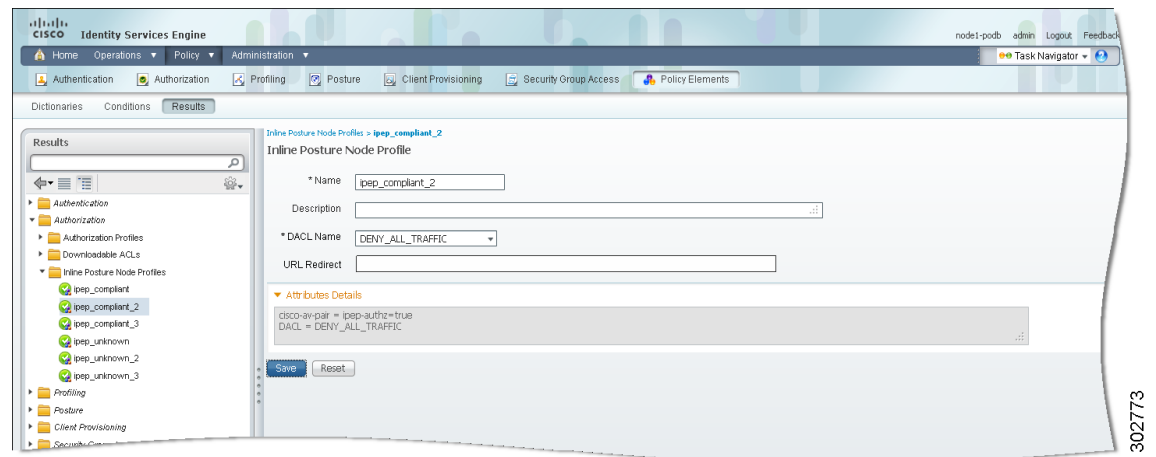 CISCO Identity Services Engine
node1-podb admin Logout Feedback
Home Operations Policy Administration
Task Navigator
Authentication Authorization Profiling Posture Client Provisioning Security Group Access Policy Elements
Dictionaries Conditions Results
Results
Authentication
Authorization
Authorization Profiles
Downloadable ACLs
Inline Posture Node Profiles
ipep_compliant
ipep_compliant_2
ipep_compliant_3
ipep_unknown
ipep_unknown_2
ipep_unknown_3
Profiling
Posture
Client Provisioning
Security
Inline Posture Node Profiles > ipep_compliant_2
Inline Posture Node Profile
* Name ipep_compliant_2
Description
* DACL Name DENY_ALL_TRAFFIC
URL Redirect
Attributes Details
cisco-av-pair = ipep-authz=true
DACL = DENY_ALL_TRAFFIC
Save Reset
302773